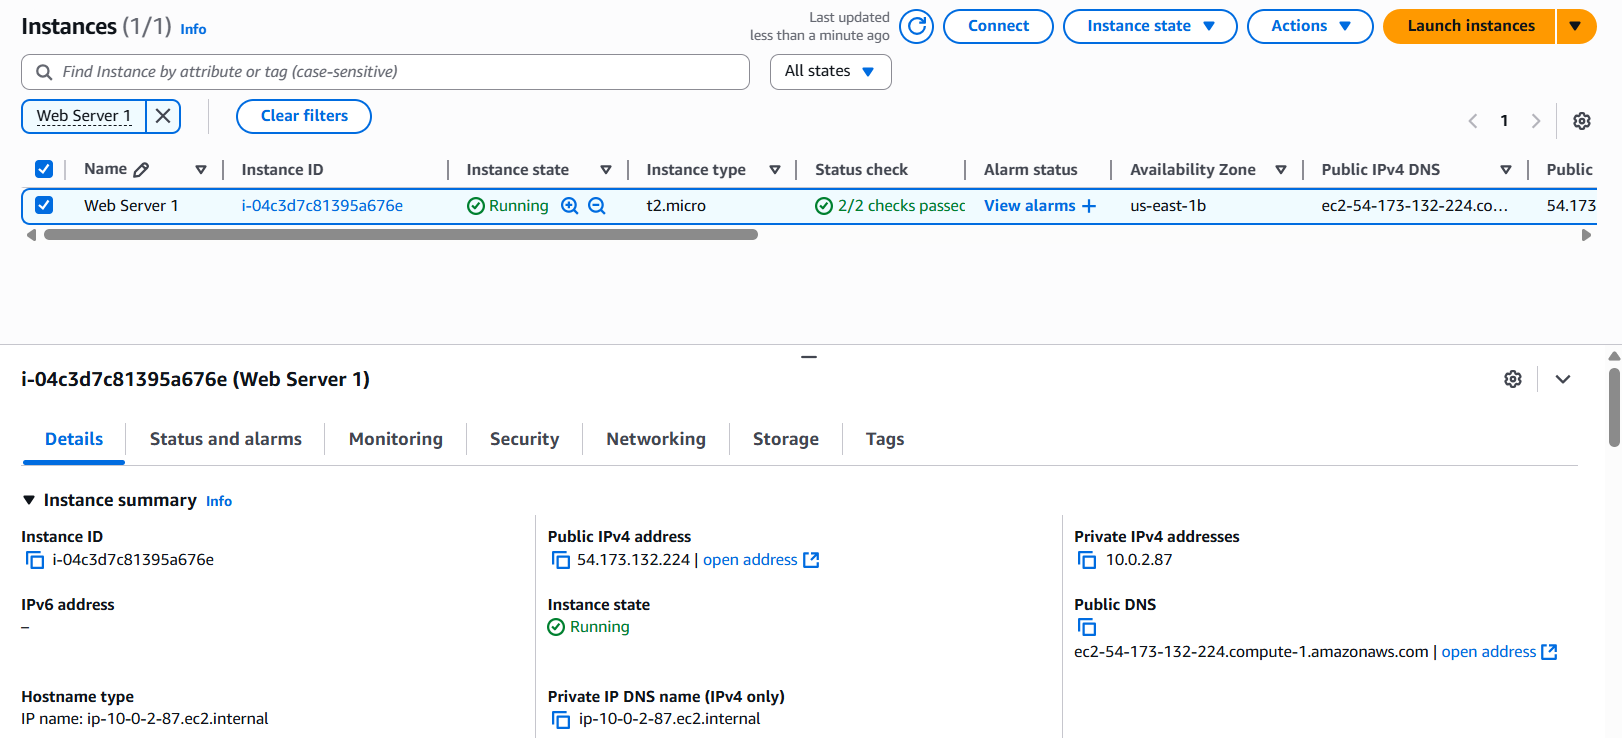 Instances (1/1) Info
Last updated
less than a minute ago
Connect
Instance state
Actions
Launch instances
Find Instance by attribute or tag (case-sensitive)
All states
Web Server 1
Clear filters
1
Name Instance ID Instance state Instance type Status check Alarm status Availability Zone Public IPv4 DNS Public
Web Server 1 i-04c3d7c81395a676e Running t2.micro 2/2 checks passec View alarms + us-east-1b ec2-54-173-132-224.co... 54.173
i-04c3d7c81395a676e (Web Server 1)
Details Status and alarms Monitoring Security Networking Storage Tags
Instance summary Info
Instance ID
i-04c3d7c81395a676e
Public IPv4 address
54.173.132.224 | open address
Private IPv4 addresses
10.0.2.87
IPv6 address
–
Instance state
Running
Public DNS
ec2-54-173-132-224.compute-1.amazonaws.com | open address
Hostname type
IP name: ip-10-0-2-87.ec2.internal
Private IP DNS name (IPv4 only)
ip-10-0-2-87.ec2.internal